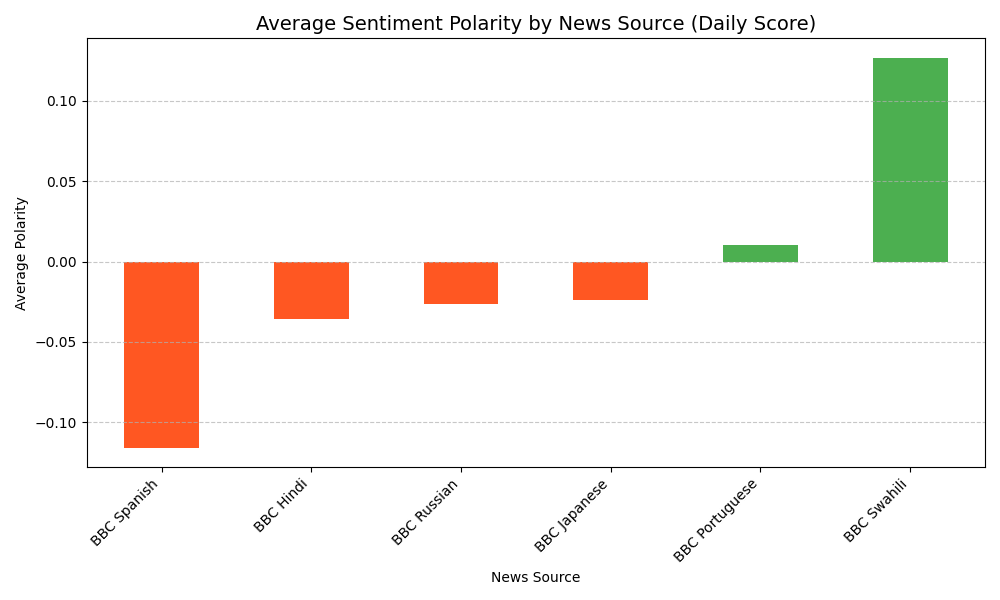 Average Sentiment Polarity by News Source (Daily Score)
Average Polarity
0.10
0.05
0.00
−0.05
−0.10
BBC Spanish
BBC Hindi
BBC Russian
BBC Japanese
BBC Portuguese
BBC Swahili
News Source